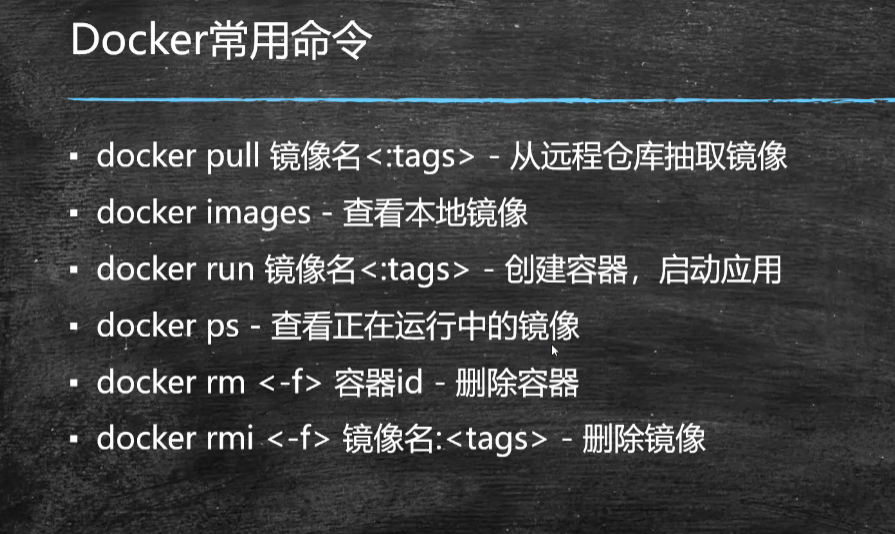 Docker常用命令
▪ docker pull 镜像名<:tags> - 从远程仓库抽取镜像
▪ docker images - 查看本地镜像
▪ docker run 镜像名<:tags> - 创建容器，启动应用
▪ docker ps - 查看正在运行中的镜像
▪ docker rm <-f> 容器id - 删除容器
▪ docker rmi <-f> 镜像名:<tags> - 删除镜像